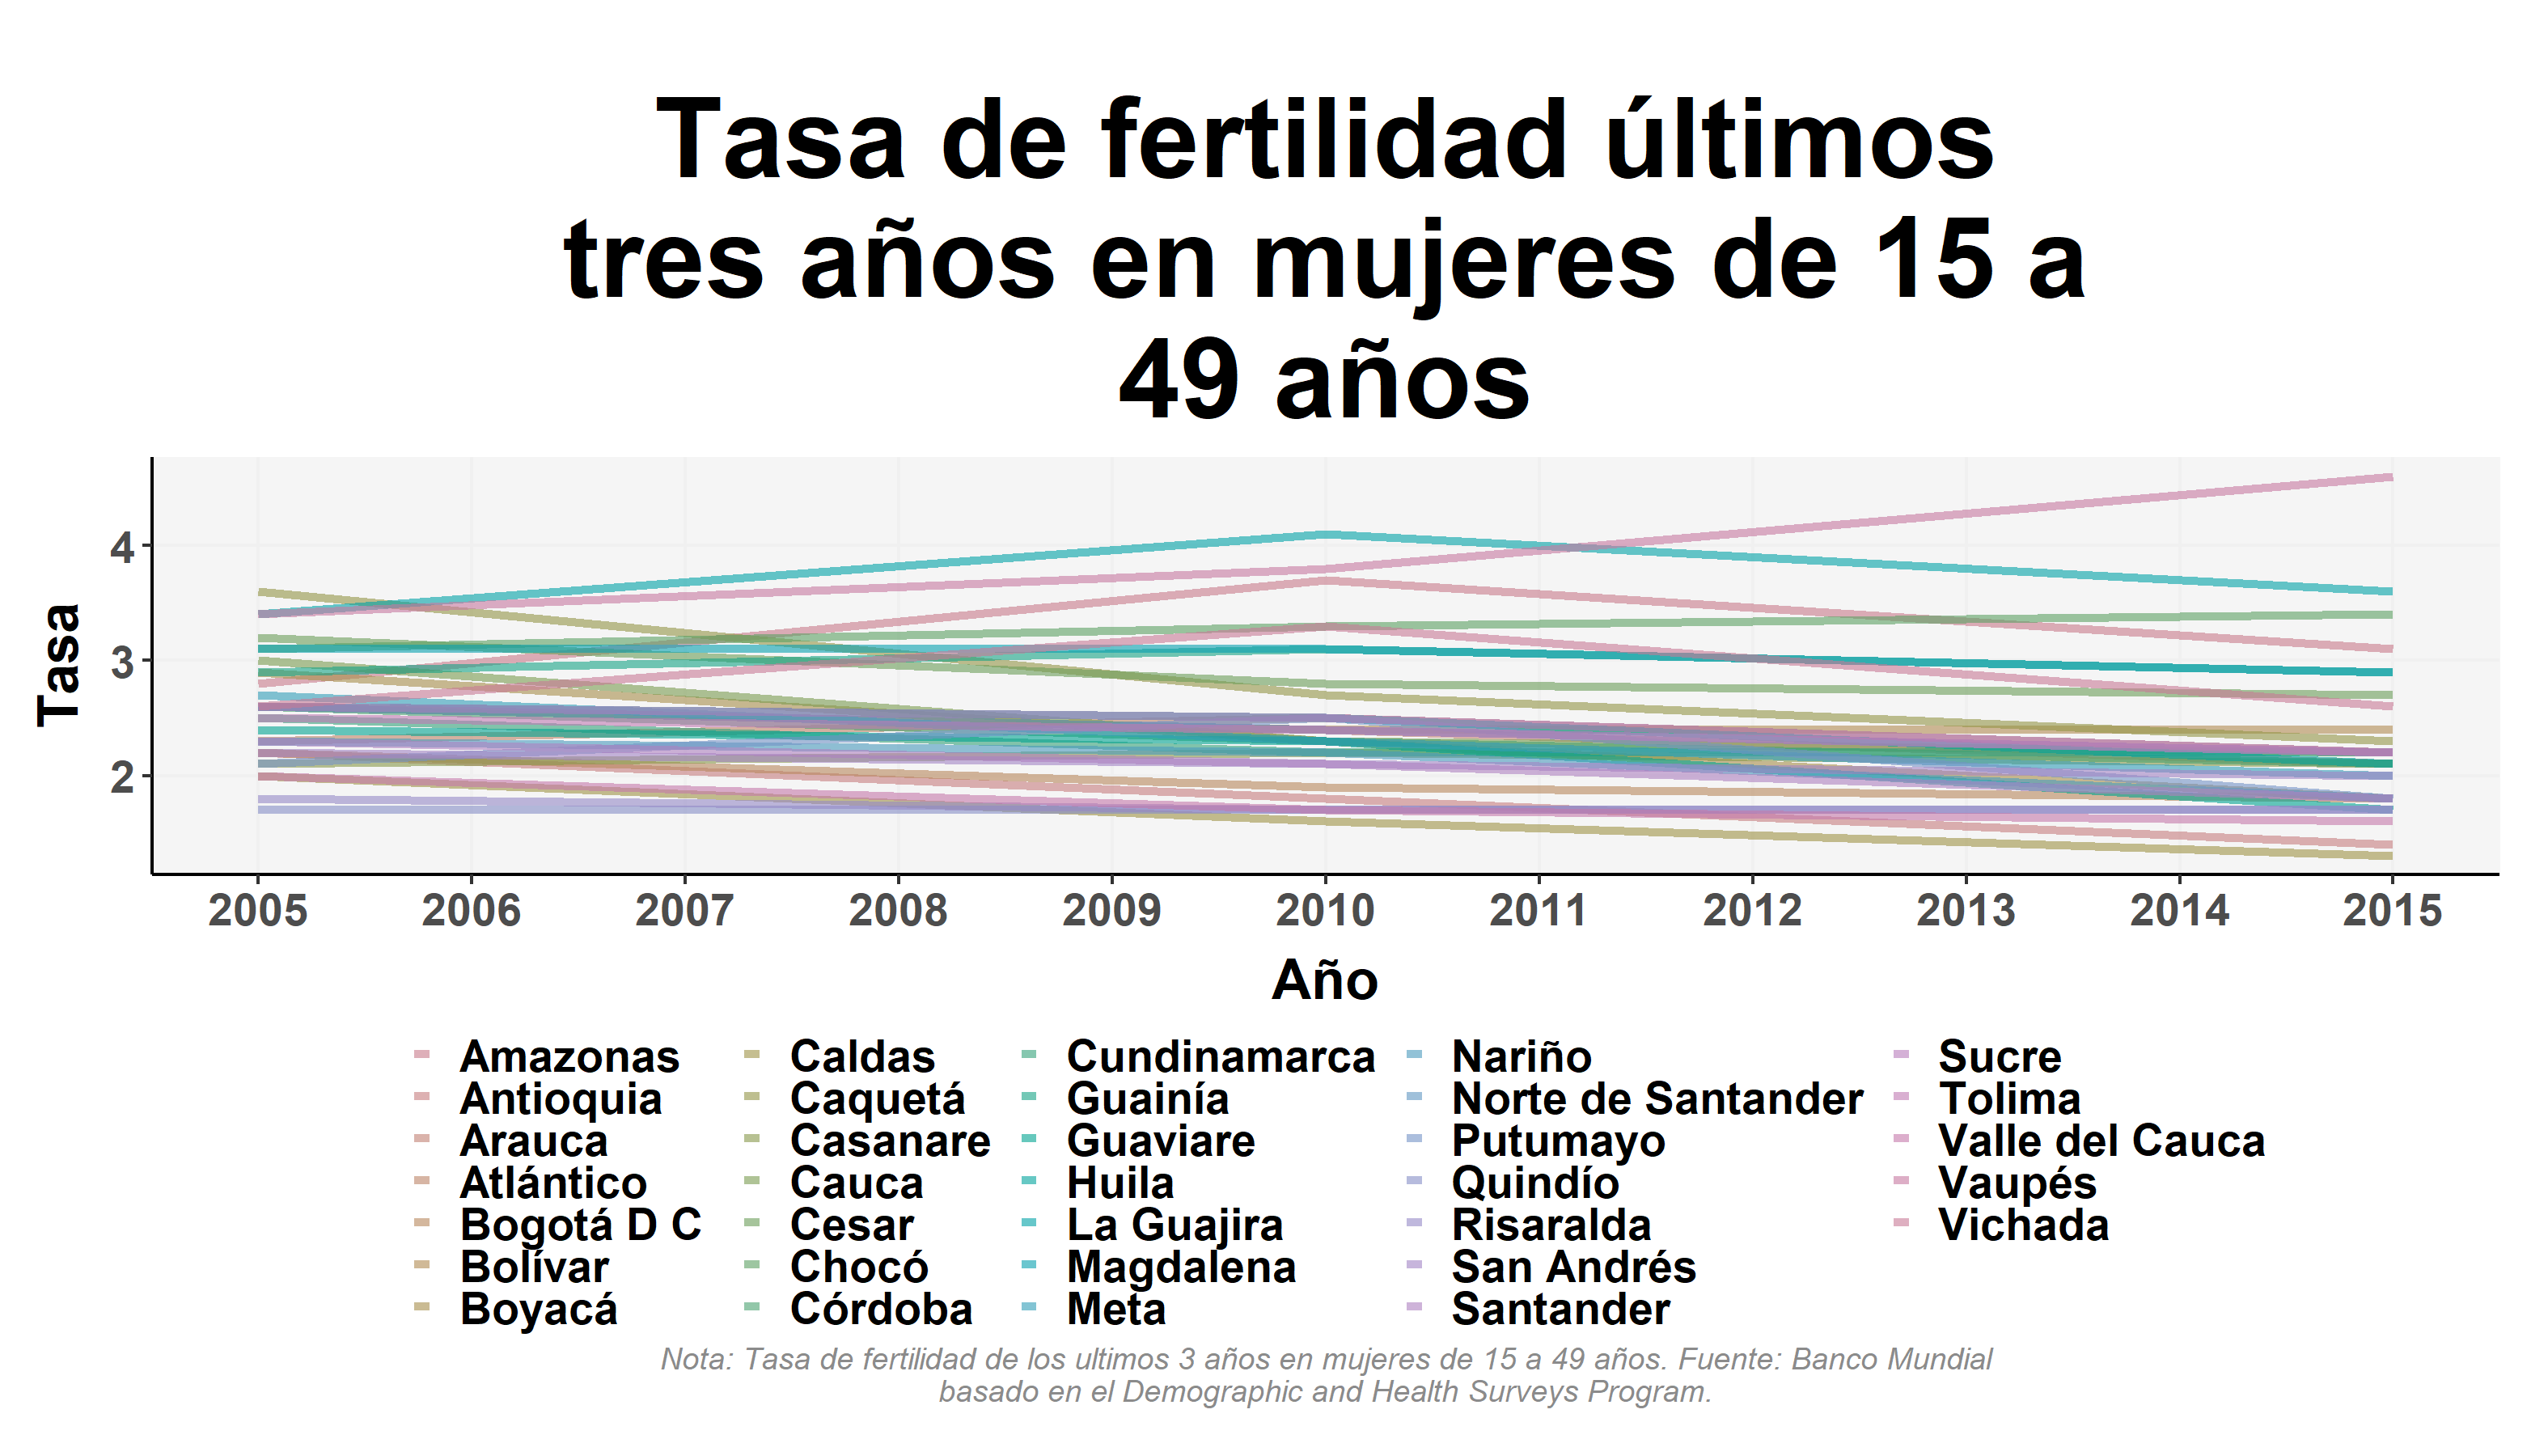 Tasa de fertilidad últimos
tres años en mujeres de 15 a
49 años
Tasa
4
3
2
2005 2006 2007 2008 2009 2010 2011 2012 2013 2014 2015
Año
Amazonas
Antioquia
Arauca
Atlántico
Bogotá D C
Bolívar
Boyacá
Caldas
Caquetá
Casanare
Cauca
Cesar
Chocó
Córdoba
Cundinamarca
Guainía
Guaviare
Huila
La Guajira
Magdalena
Meta
Nariño
Norte de Santander
Putumayo
Quindío
Risaralda
San Andrés
Santander
Sucre
Tolima
Valle del Cauca
Vaupés
Vichada
Nota: Tasa de fertilidad de los ultimos 3 años en mujeres de 15 a 49 años. Fuente: Banco Mundial
basado en el Demographic and Health Surveys Program.